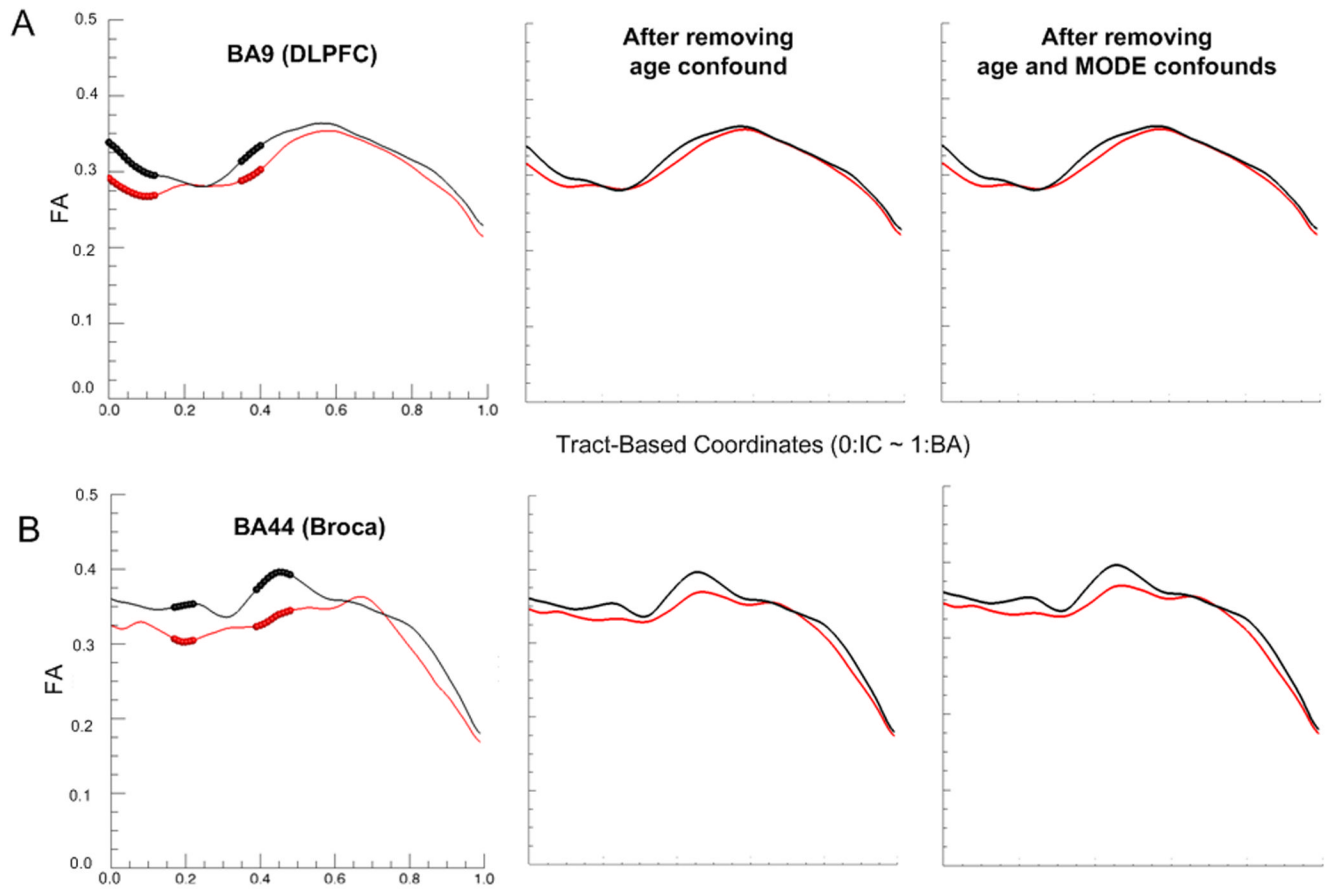 A
BA9 (DLPFC)
After removing
age confound
After removing
age and MODE confounds
0.5
0.4
0.3
0.2
0.1
0.0
FA
0.0 0.2 0.4 0.6 0.8 1.0
Tract-Based Coordinates (0:IC ~ 1:BA)
B
BA44 (Broca)
0.5
0.4
0.3
0.2
0.1
0.0
FA
0.0 0.2 0.4 0.6 0.8 1.0